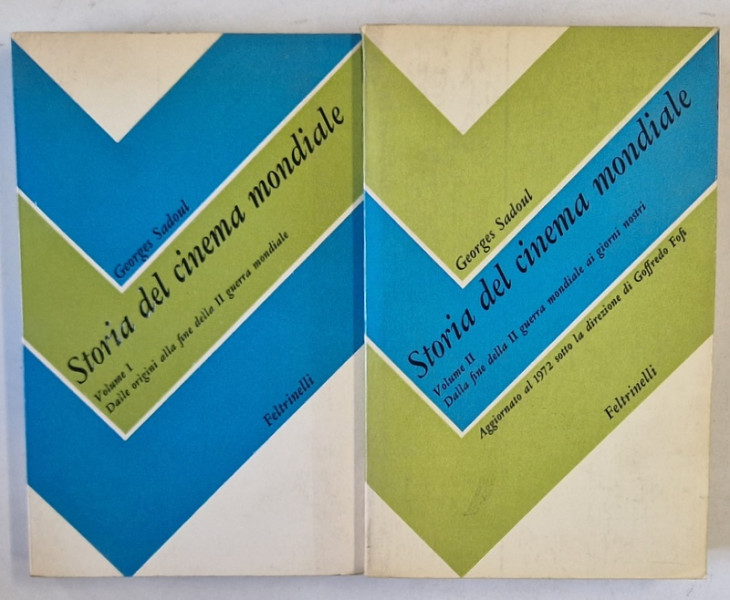 Georges Sadoul
Storia del cinema mondiale
Volume I
Dalle origini alla fine della II guerra mondiale
Feltrinelli
Georges Sadoul
Storia del cinema mondiale
Volume II
Dalla fine della II guerra mondiale ai giorni nostri
Aggiornato al 1972 sotto la direzione di Goffredo Fofi
Feltrinelli